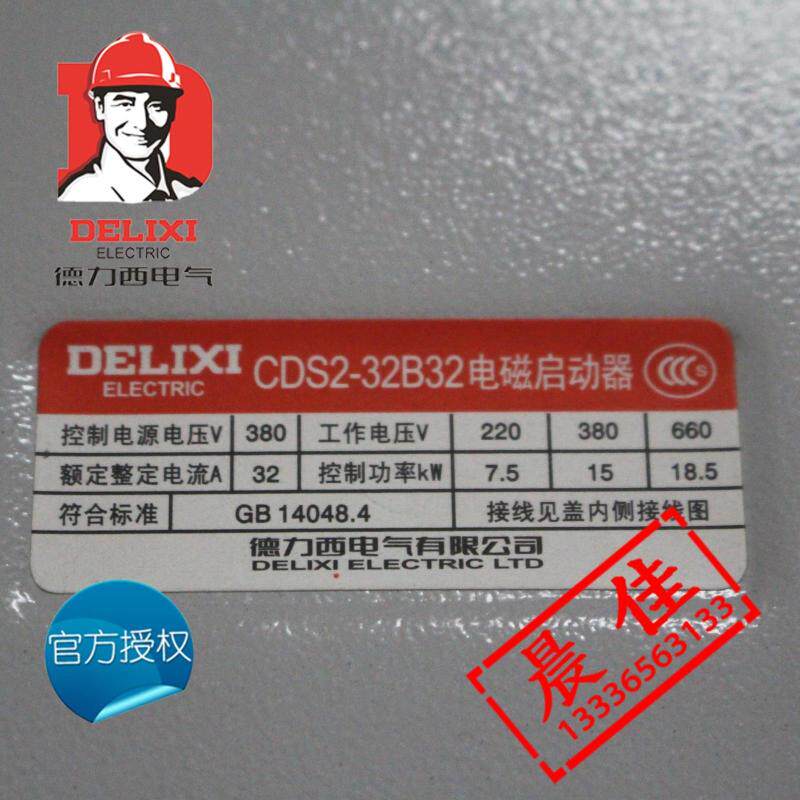 DELIXI
ELECTRIC
德力西电气
DELIXI
ELECTRIC
CDS2-32B32电磁启动器
CCC S
控制电源电压V 380 工作电压V 220 380 660
额定整定电流A 32 控制功率kW 7.5 15 18.5
符合标准 GB 14048.4 接线见盖内侧接线图
德力西电气有限公司
DELIXI ELECTRIC LTD
官方授权
晨佳
13336563133